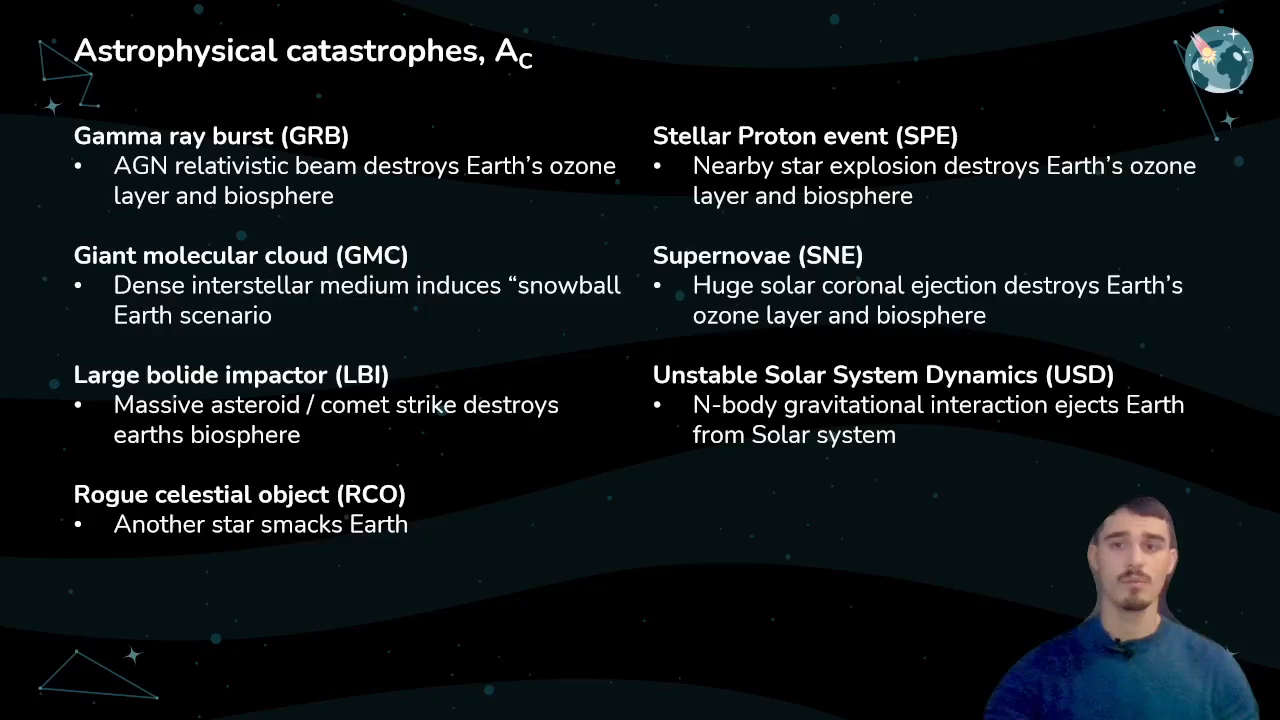 Astrophysical catastrophes, AC
Gamma ray burst (GRB)
• AGN relativistic beam destroys Earth’s ozone
layer and biosphere
Giant molecular cloud (GMC)
• Dense interstellar medium induces “snowball
Earth scenario
Large bolide impactor (LBI)
• Massive asteroid / comet strike destroys
earths biosphere
Rogue celestial object (RCO)
• Another star smacks Earth
Stellar Proton event (SPE)
• Nearby star explosion destroys Earth’s ozone
layer and biosphere
Supernovae (SNE)
• Huge solar coronal ejection destroys Earth’s
ozone layer and biosphere
Unstable Solar System Dynamics (USD)
• N-body gravitational interaction ejects Earth
from Solar system